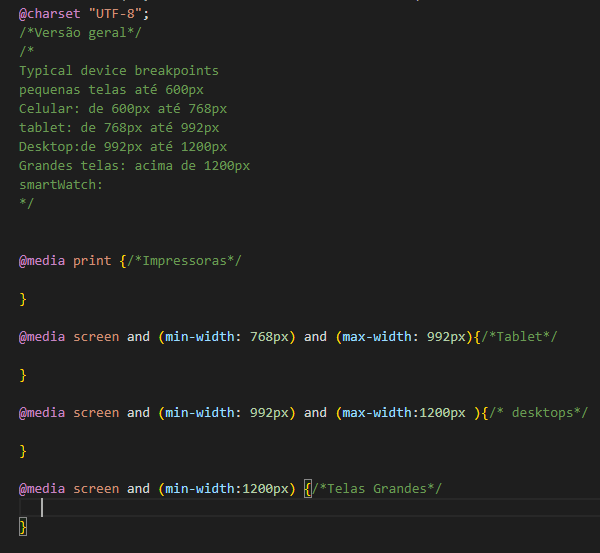 @charset "UTF-8";
/*Versão geral*/
/*
Typical device breakpoints
pequenas telas até 600px
Celular: de 600px até 768px
tablet: de 768px até 992px
Desktop:de 992px até 1200px
Grandes telas: acima de 1200px
smartWatch:
*/
@media print {/*Impressoras*/
}
@media screen and (min-width: 768px) and (max-width: 992px){/*Tablet*/
}
@media screen and (min-width: 992px) and (max-width:1200px ){/* desktops*/
}
@media screen and (min-width:1200px) {/*Telas Grandes*/
}